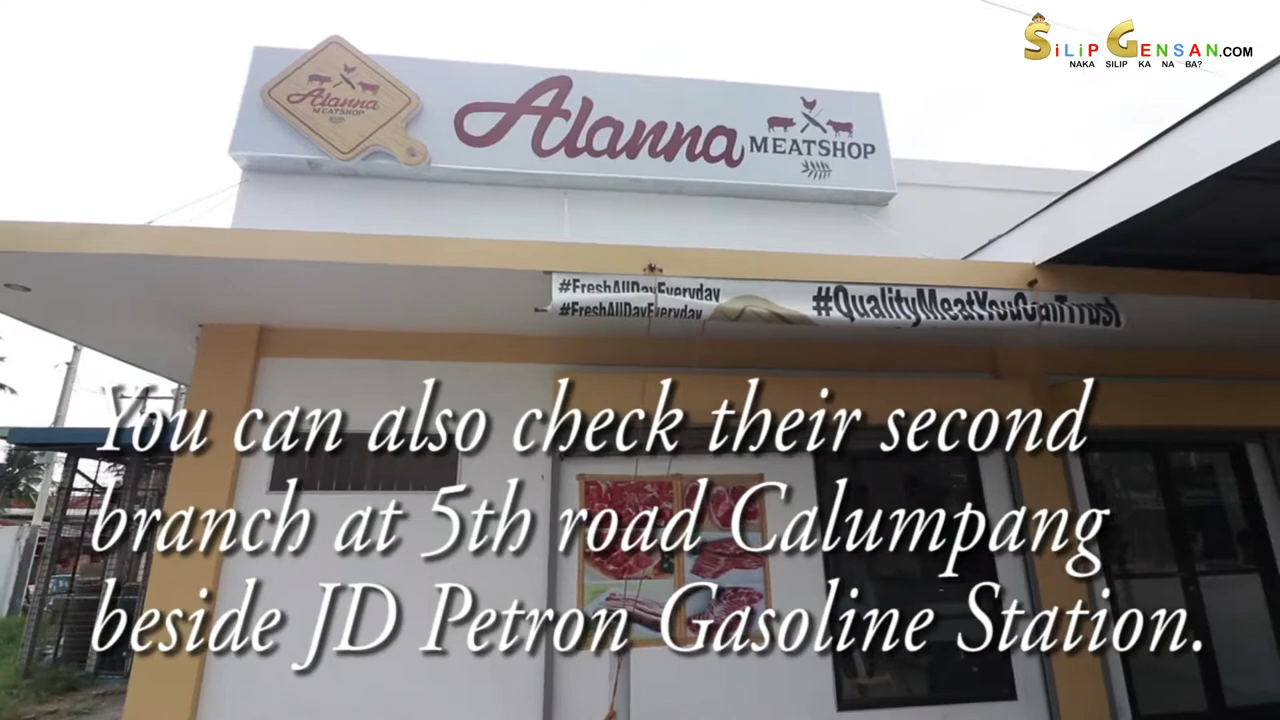 SiLiP GENSAN.COM
NAKA SILIP KA NA BA?
Alanna
MEATSHOP
Alanna
MEATSHOP
#FreshAllDayEveryday
#FreshAllDayEveryday
#QualityMeatYouCanTrust
You can also check their second
branch at 5th road Calumpang
beside JD Petron Gasoline Station.